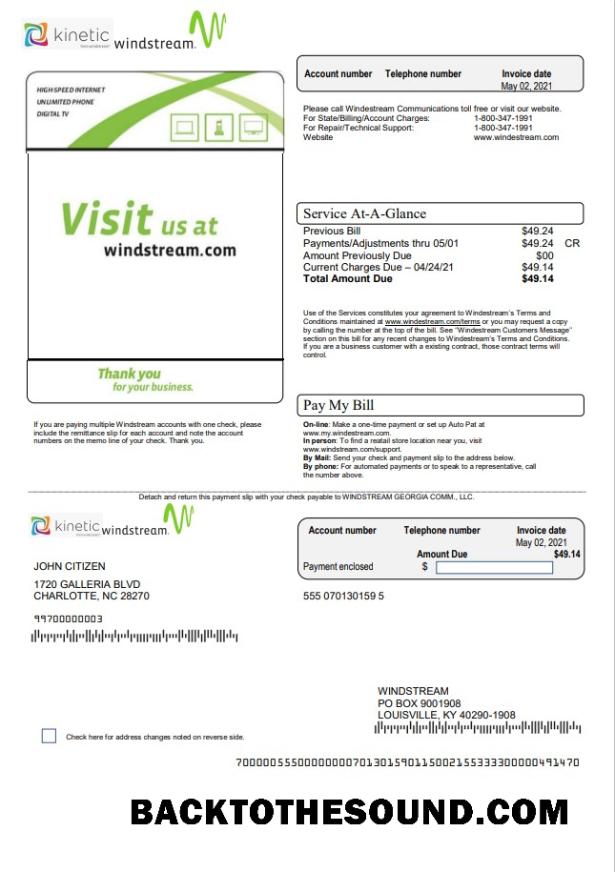 kinetic windstream.
HIGH SPEED INTERNET
UNLIMITED PHONE
DIGITAL TV
Visit us at
windstream.com
Thank you
for your business.
If you are paying multiple Windstream accounts with one check, please
include the remittance slip for each account and note the account
numbers on the memo line of your check. Thank you.
Account number Telephone number Invoice date
May 02, 2021
Please call Windestream Communications toll free or visit our website.
For State/Billing/Account Charges: 1-800-347-1991
For Repair/Technical Support: 1-800-347-1991
Website www.windestream.com
Service At-A-Glance
Previous Bill $49.24
Payments/Adjustments thru 05/01 $49.24 CR
Amount Previously Due $00
Current Charges Due – 04/24/21 $49.14
Total Amount Due $49.14
Use of the Services constitutes your agreement to Windestream's Terms and
Conditions maintained at www.windestream.com/terms or you may request a copy
by calling the number at the top of the bill. See "Windestream Customers Message"
section on this bill for any recent changes to Windestream's Terms and Conditions.
If you are a business customer with a existing contract, those contract terms will
control.
Pay My Bill
On-line: Make a one-time payment or set up Auto Pat at
www.my.windestream.com.
In person: To find a reatail store location near you, visit
www.windestream.com/support.
By Mail: Send your check and payment slip to the address below.
By phone: For automated payments or to speak to a representative, call
the number above.
Detach and return this payment slip with your check payable to WINDSTREAM GEORGIA COMM., LLC.
kinetic windstream.
Account number Telephone number Invoice date
May 02, 2021
Amount Due $49.14
Payment enclosed $
JOHN CITIZEN
1720 GALLERIA BLVD
CHARLOTTE, NC 28270
555 070130159 5
99700000003
WINDSTREAM
PO BOX 9001908
LOUISVILLE, KY 40290-1908
Check here for address changes noted on reverse side.
BACKTOTHESOUND.COM